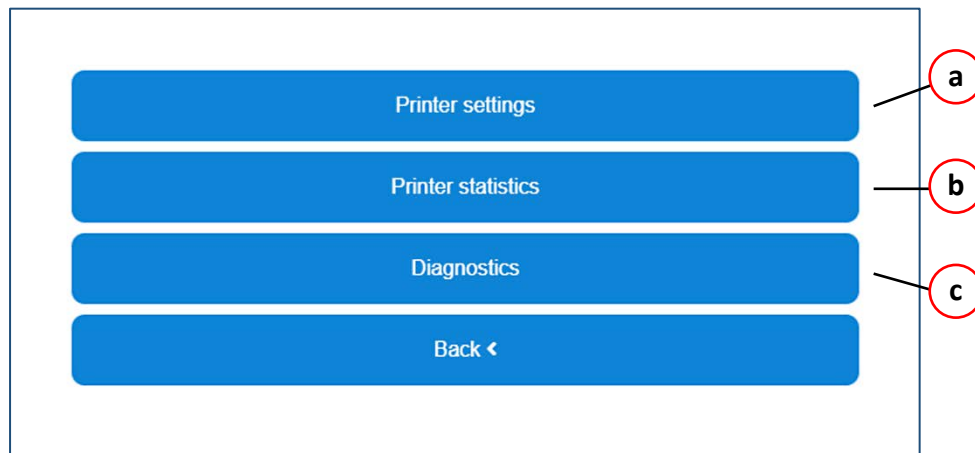 Printer settings
a
Printer statistics
b
Diagnostics
c
Back